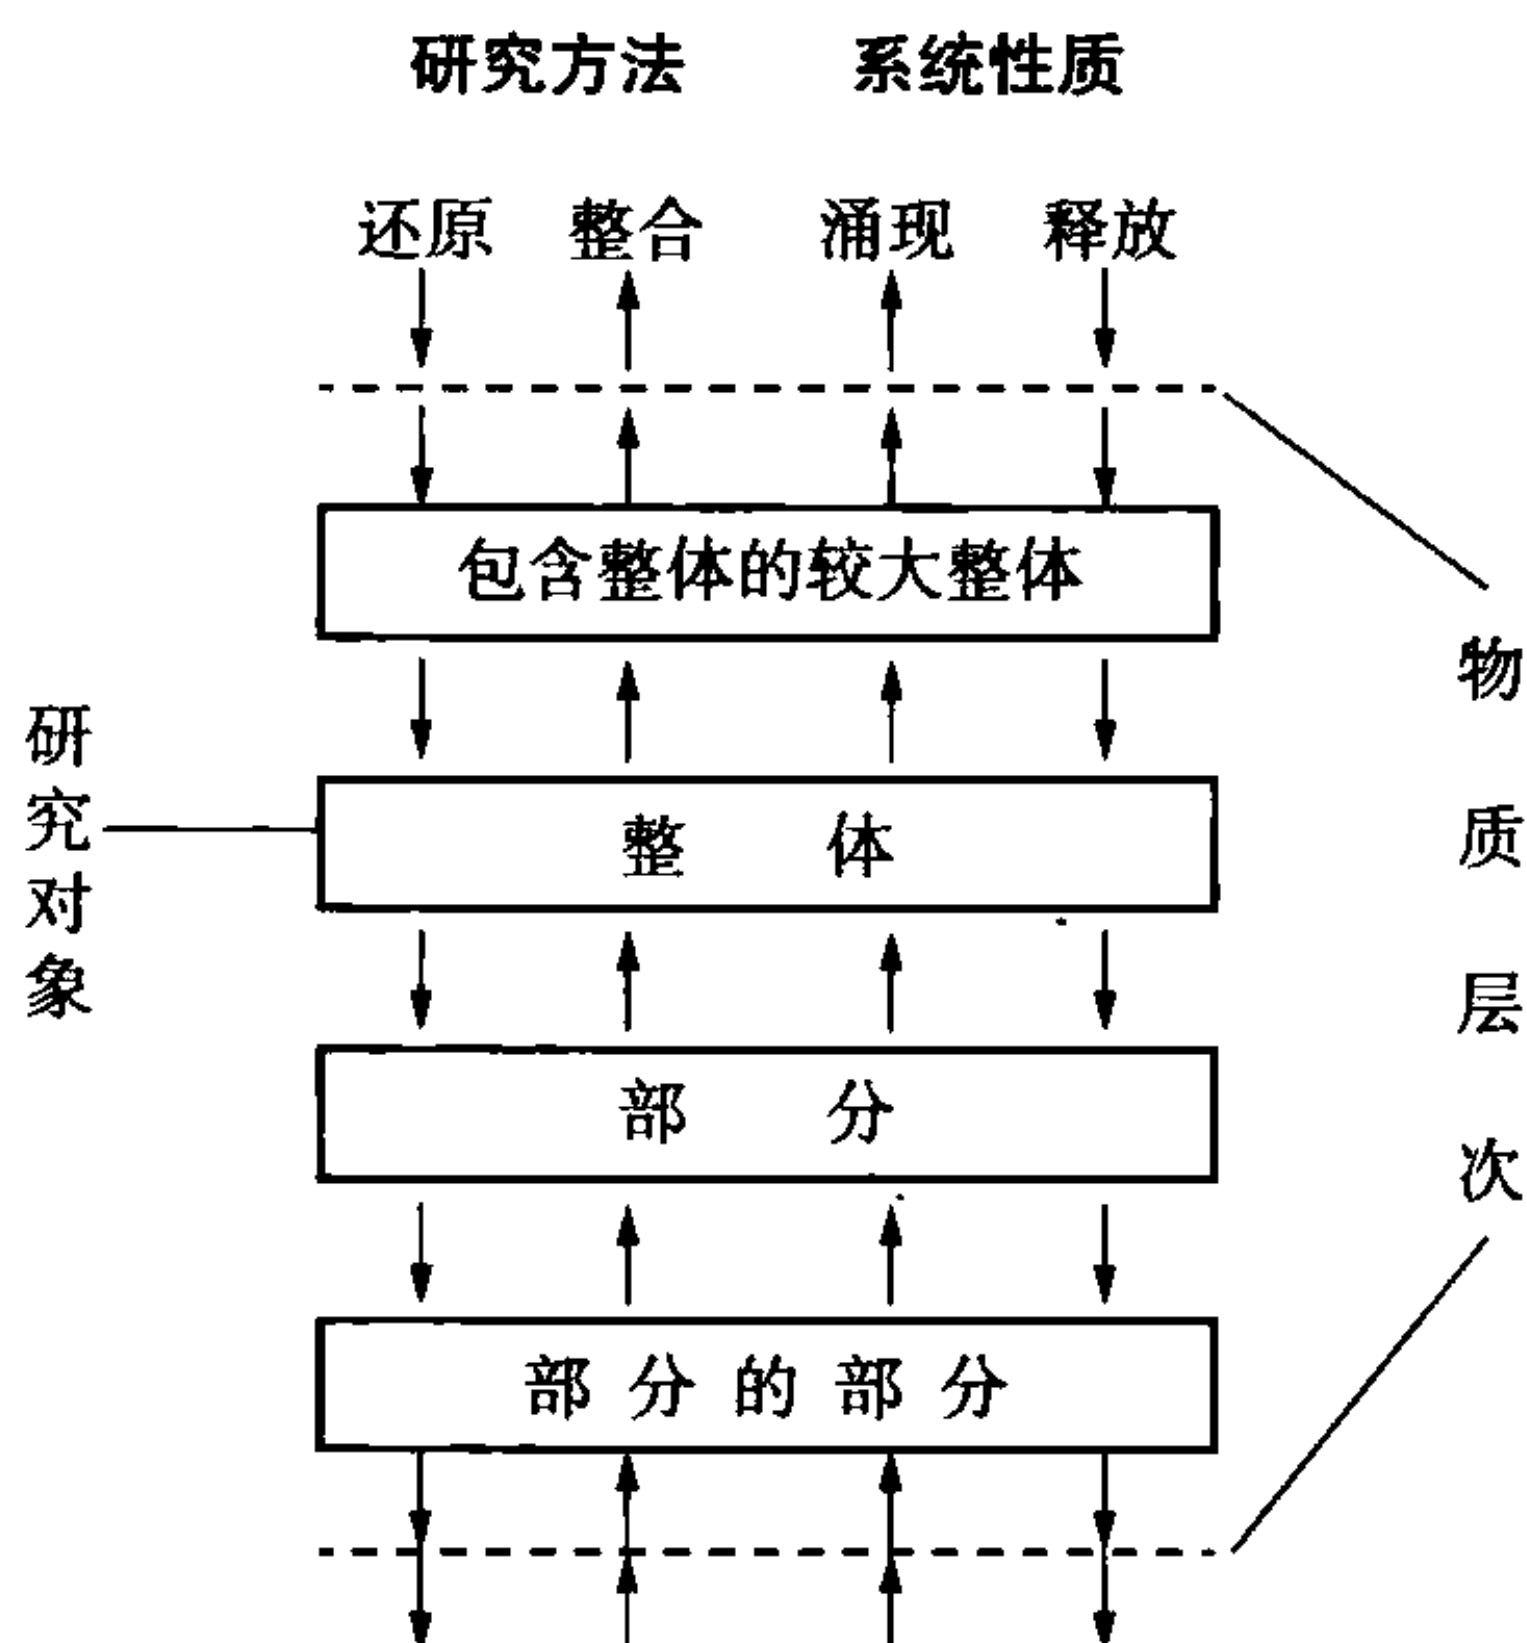 研究方法 系统性质
还原 整合 涌现 释放
包含整体的较大整体
研究对象
整 体
部 分
部 分 的 部 分
物质层次